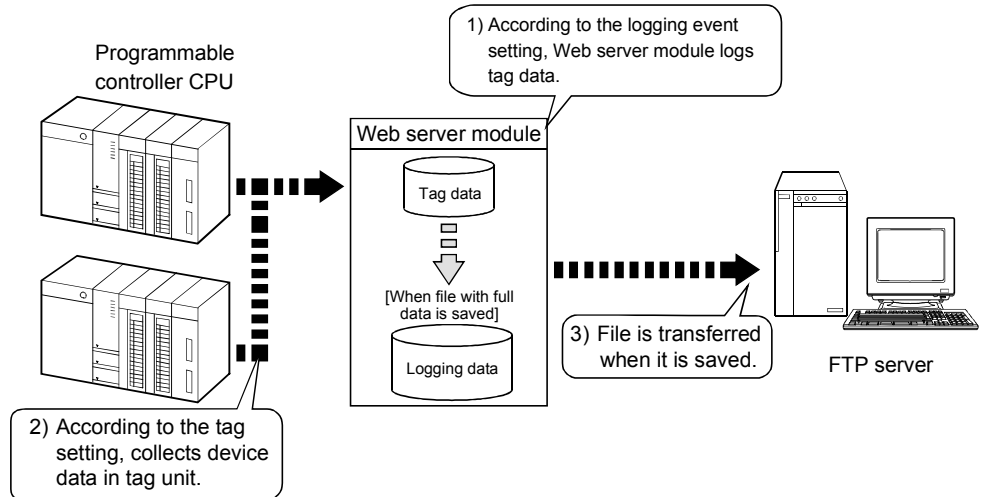 1) According to the logging event
setting, Web server module logs
tag data.
Programmable
controller CPU
Web server module
Tag data
[When file with full
data is saved]
Logging data
3) File is transferred
when it is saved.
FTP server
2) According to the tag
setting, collects device
data in tag unit.